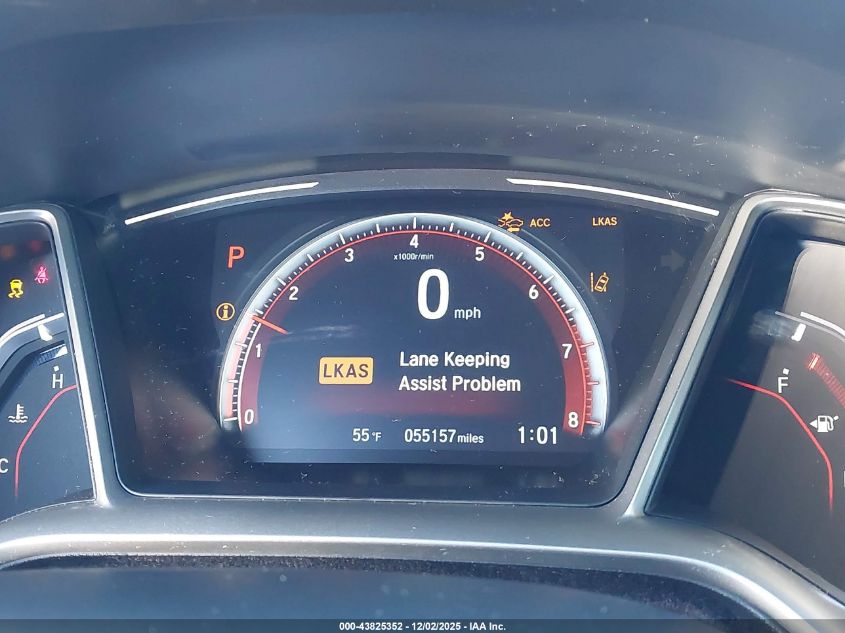 ACC LKAS
P
4
x1000r/min
3 5
2 6
1 7
0 8
0 mph
LKAS
Lane Keeping
Assist Problem
55°F 055157 miles 1:01
H
C
F
000-43825352 - 12/02/2025 - IAA Inc.